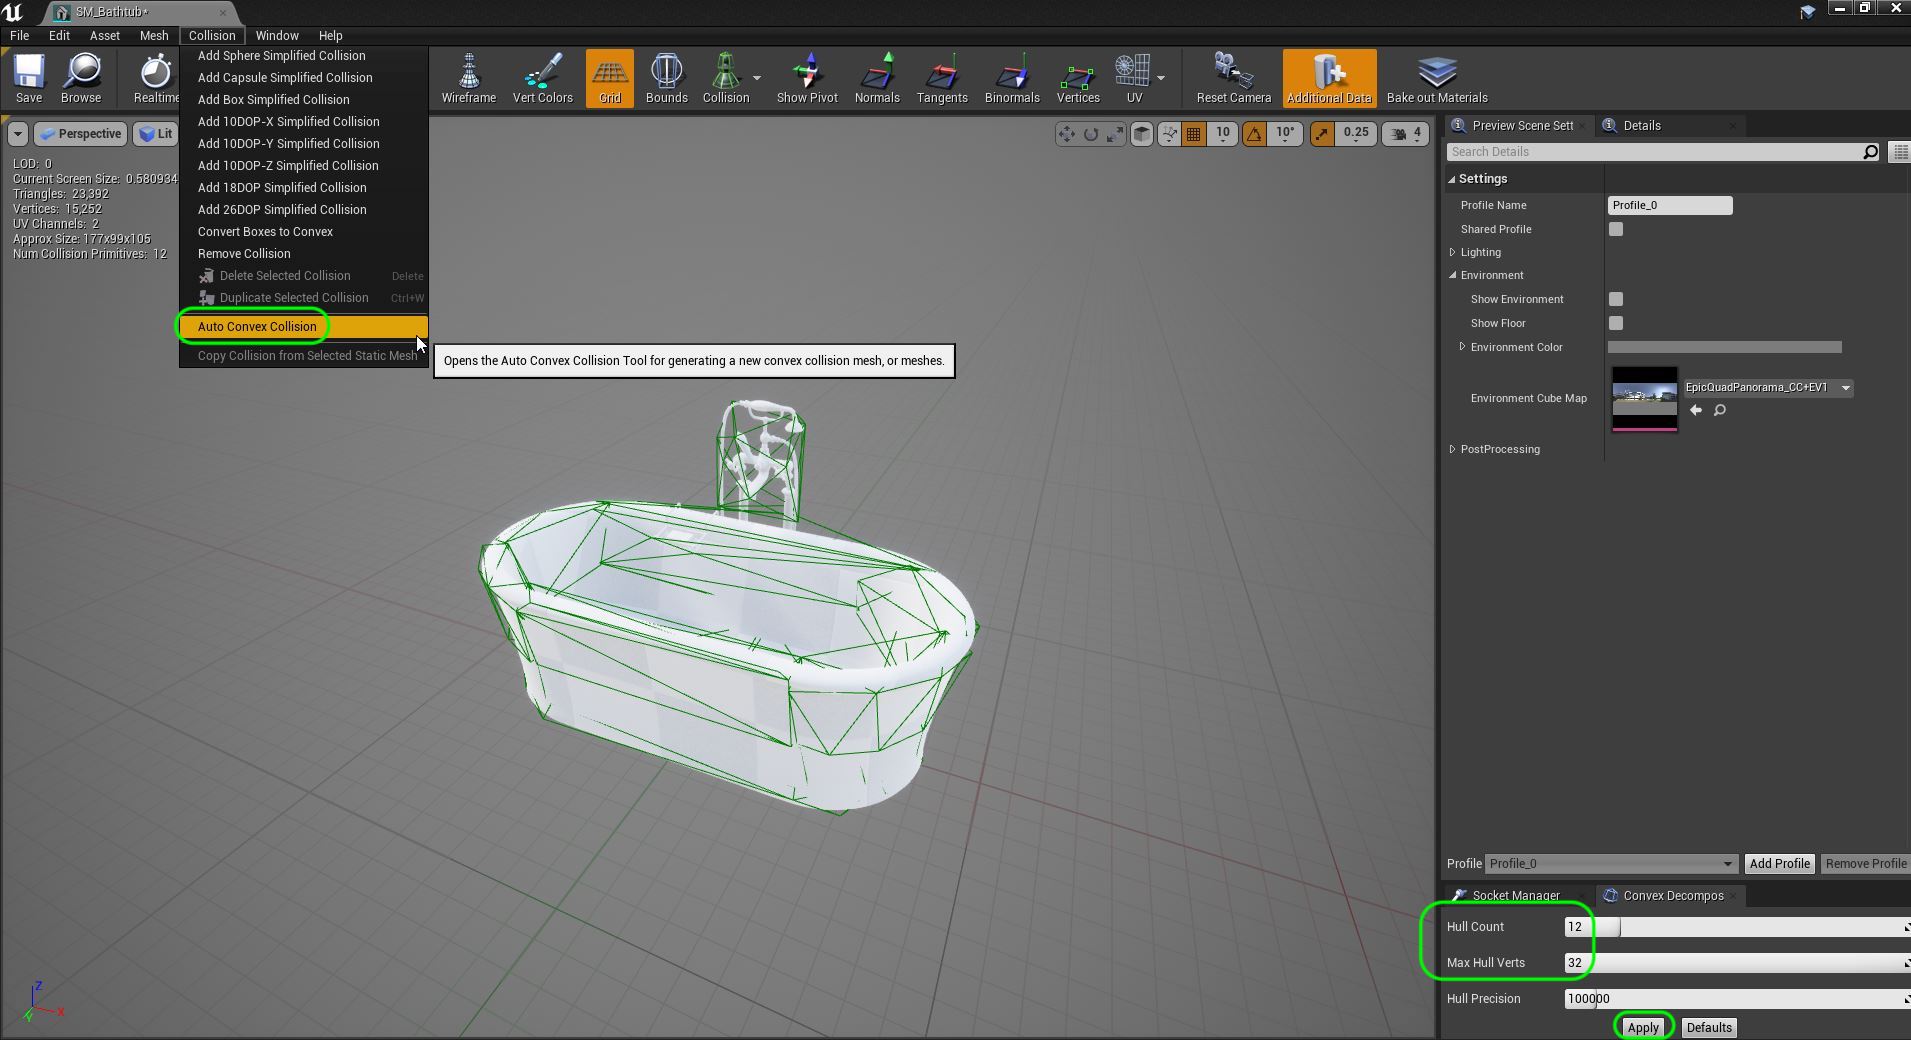 SM_Bathtub*
File Edit Asset Mesh Collision Window Help
Save Browse Realtime Wireframe Vert Colors Grid Bounds Collision Show Pivot Normals Tangents Binormals Vertices UV Reset Camera Additional Data Bake out Materials
Add Sphere Simplified Collision
Add Capsule Simplified Collision
Add Box Simplified Collision
Add 10DOP-X Simplified Collision
Add 10DOP-Y Simplified Collision
Add 10DOP-Z Simplified Collision
Add 18DOP Simplified Collision
Add 26DOP Simplified Collision
Convert Boxes to Convex
Remove Collision
Delete Selected Collision Delete
Duplicate Selected Collision Ctrl+W
Auto Convex Collision
Copy Collision from Selected Static Mesh
Opens the Auto Convex Collision Tool for generating a new convex collision mesh, or meshes.
Perspective Lit
LOD: 0
Current Screen Size: 0.580934
Triangles: 23,392
Vertices: 15,252
UV Channels: 2
Approx Size: 177x99x105
Num Collision Primitives: 12
10 10° 0.25 4
Z
X
Y
Preview Scene Sett Details
Search Details
Settings
Profile Name Profile_0
Shared Profile
Lighting
Environment
Show Environment
Show Floor
Environment Color
Environment Cube Map EpicQuadPanorama_CC+EV1
PostProcessing
Profile Profile_0 Add Profile Remove Profile
Socket Manager Convex Decompos
Hull Count 12
Max Hull Verts 32
Hull Precision 100000
Apply Defaults